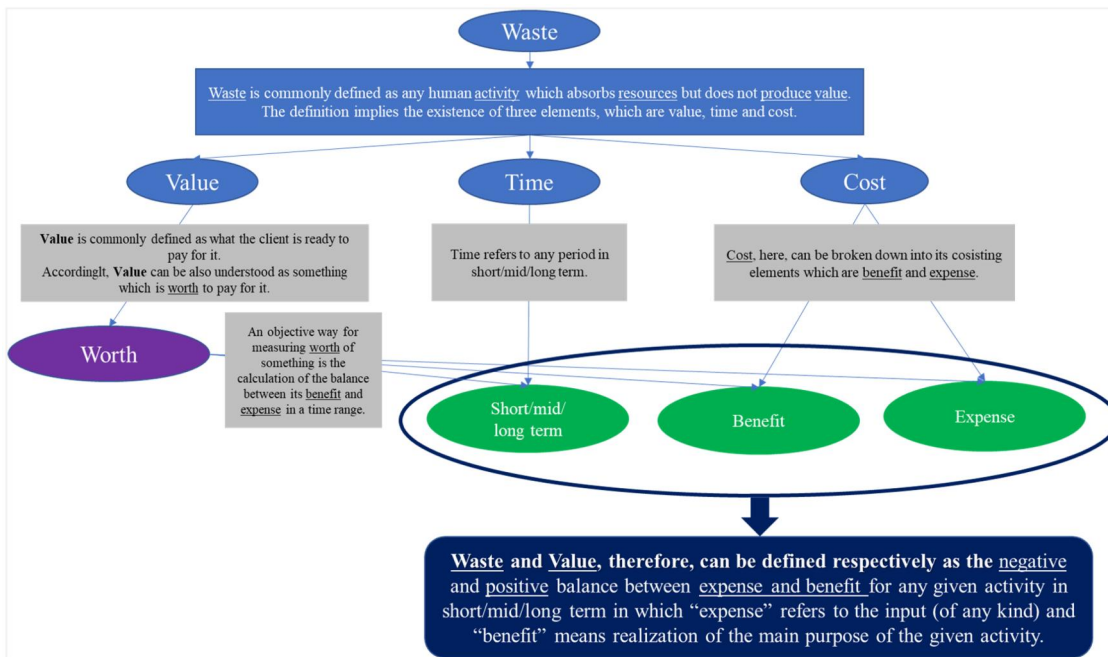 Waste
Waste is commonly defined as any human activity which absorbs resources but does not produce value.
The definition implies the existence of three elements, which are value, time and cost.
Value
Time
Cost
Value is commonly defined as what the client is ready to
pay for it.
Accordinglt, Value can be also understood as something
which is worth to pay for it.
Time refers to any period in
short/mid/long term.
Cost, here, can be broken down into its cosisting
elements which are benefit and expense.
Worth
An objective way for
measuring worth of
something is the
calculation of the balance
between its benefit and
expense in a time range.
Short/mid/
long term
Benefit
Expense
Waste and Value, therefore, can be defined respectively as the negative
and positive balance between expense and benefit for any given activity in
short/mid/long term in which “expense” refers to the input (of any kind) and
“benefit” means realization of the main purpose of the given activity.